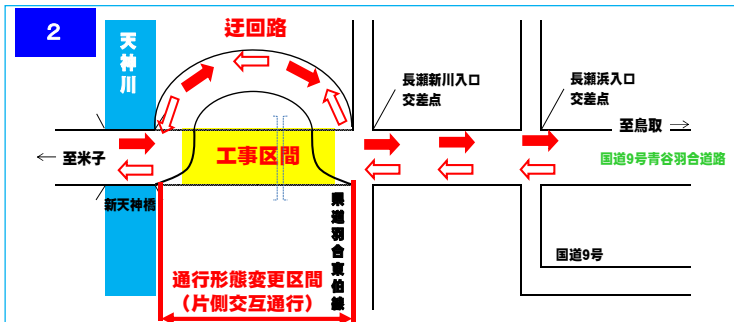 2
迂回路
天神川
長瀬新川入口
交差点
長瀬浜入口
交差点
至鳥取
至米子
工事区間
国道9号青谷羽合道路
新天神橋
県道羽合東伯線
国道9号
通行形態変更区間
（片側交互通行）